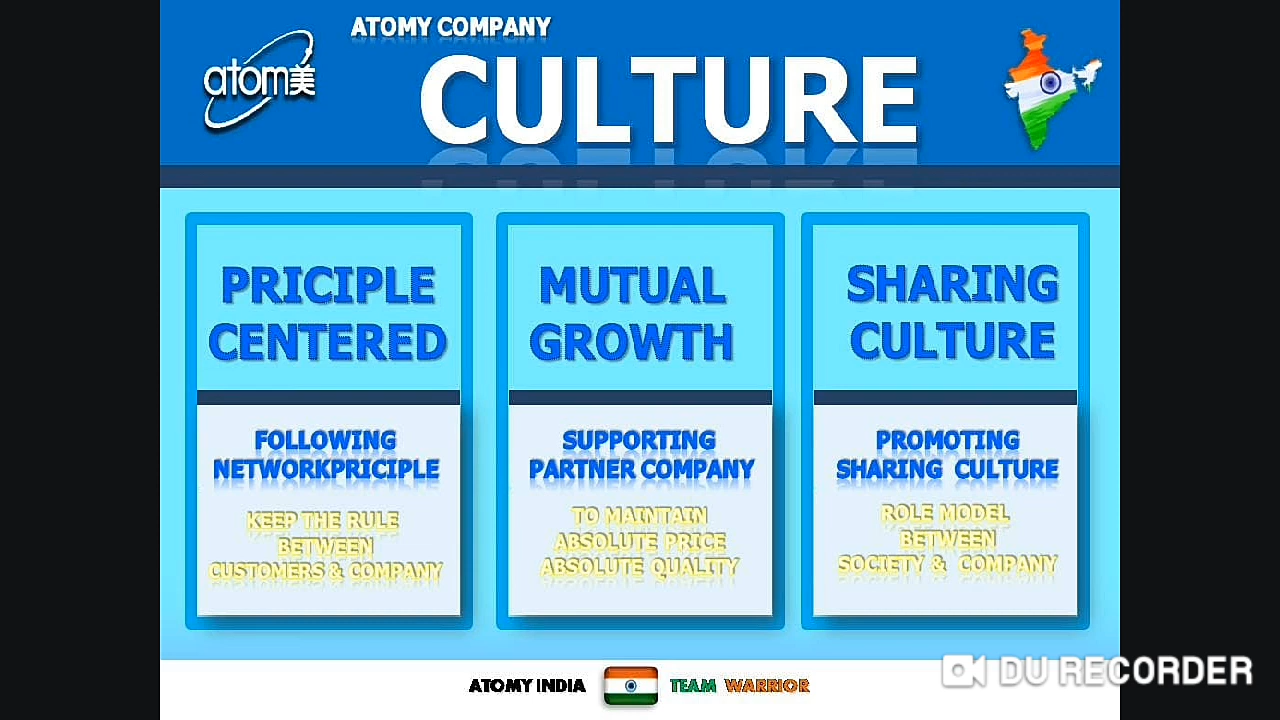 ATOMY COMPANY
atom美
CULTURE
PRICIPLE
CENTERED
FOLLOWING
NETWORKPRICIPLE
KEEP THE RULE
BETWEEN
CUSTOMERS & COMPANY
MUTUAL
GROWTH
SUPPORTING
PARTNER COMPANY
TO MAINTAIN
ABSOLUTE PRICE
ABSOLUTE QUALITY
SHARING
CULTURE
PROMOTING
SHARING CULTURE
ROLE MODEL
BETWEEN
SOCIETY & COMPANY
ATOMY INDIA TEAM WARRIOR
DU RECORDER